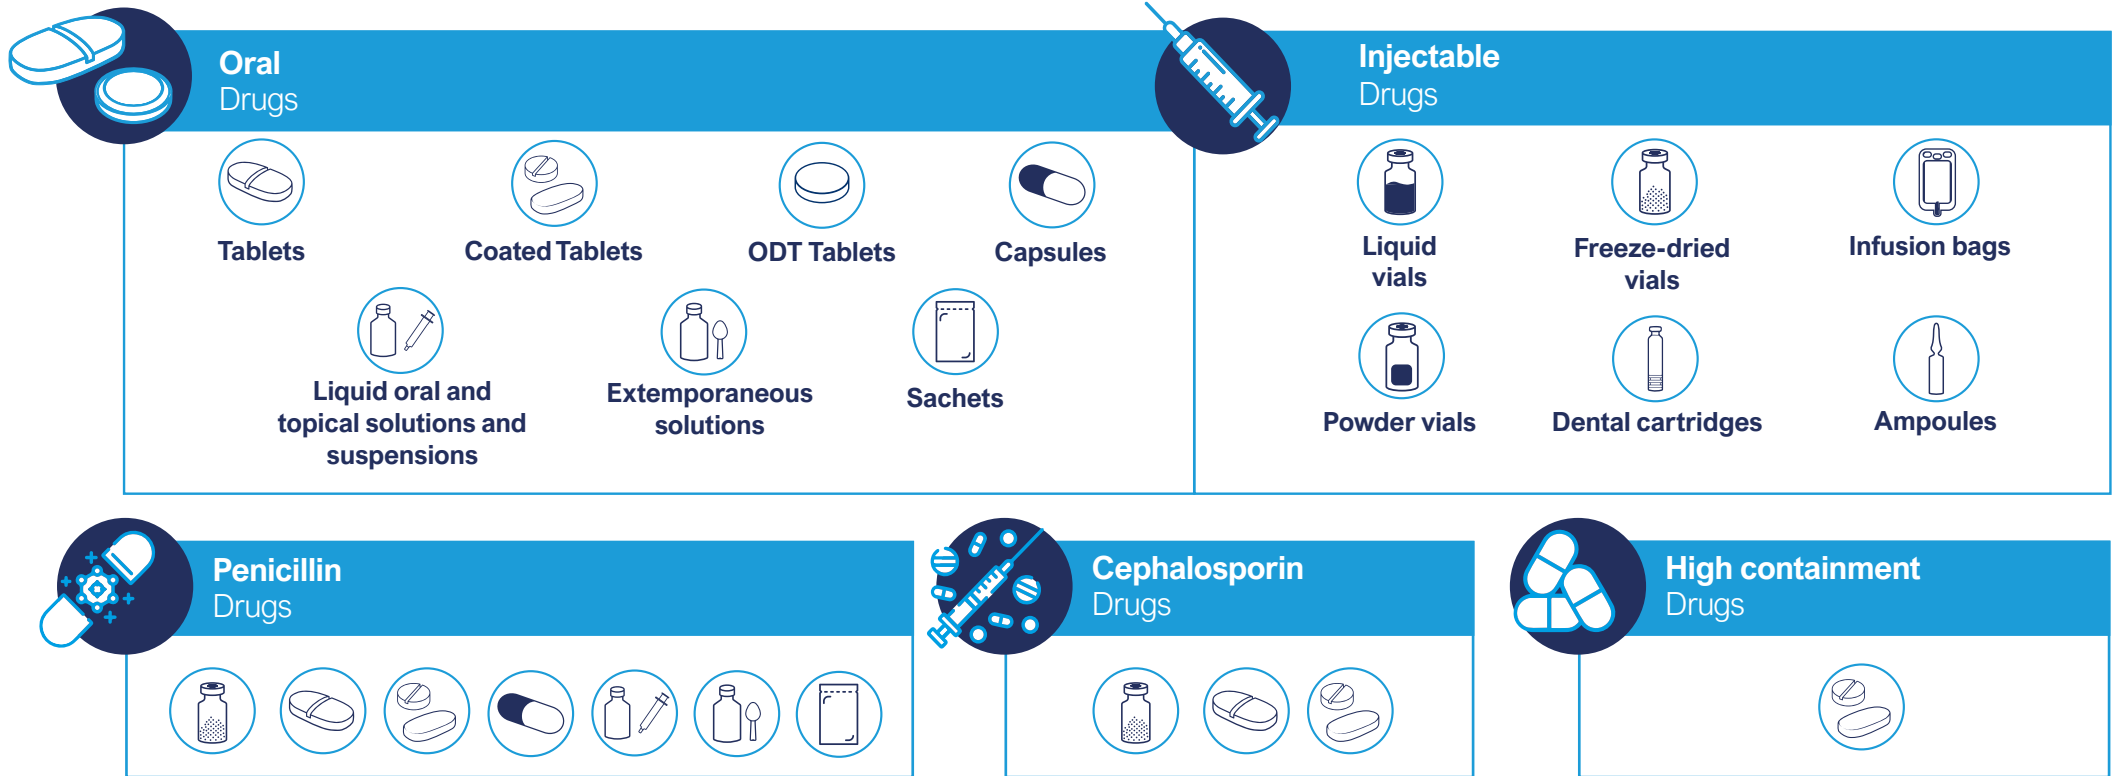 Oral
Drugs
Injectable
Drugs
Tablets
Coated Tablets
ODT Tablets
Capsules
Liquid oral and
topical solutions and
suspensions
Extemporaneous
solutions
Sachets
Liquid
vials
Freeze-dried
vials
Infusion bags
Powder vials
Dental cartridges
Ampoules
Penicillin
Drugs
Cephalosporin
Drugs
High containment
Drugs